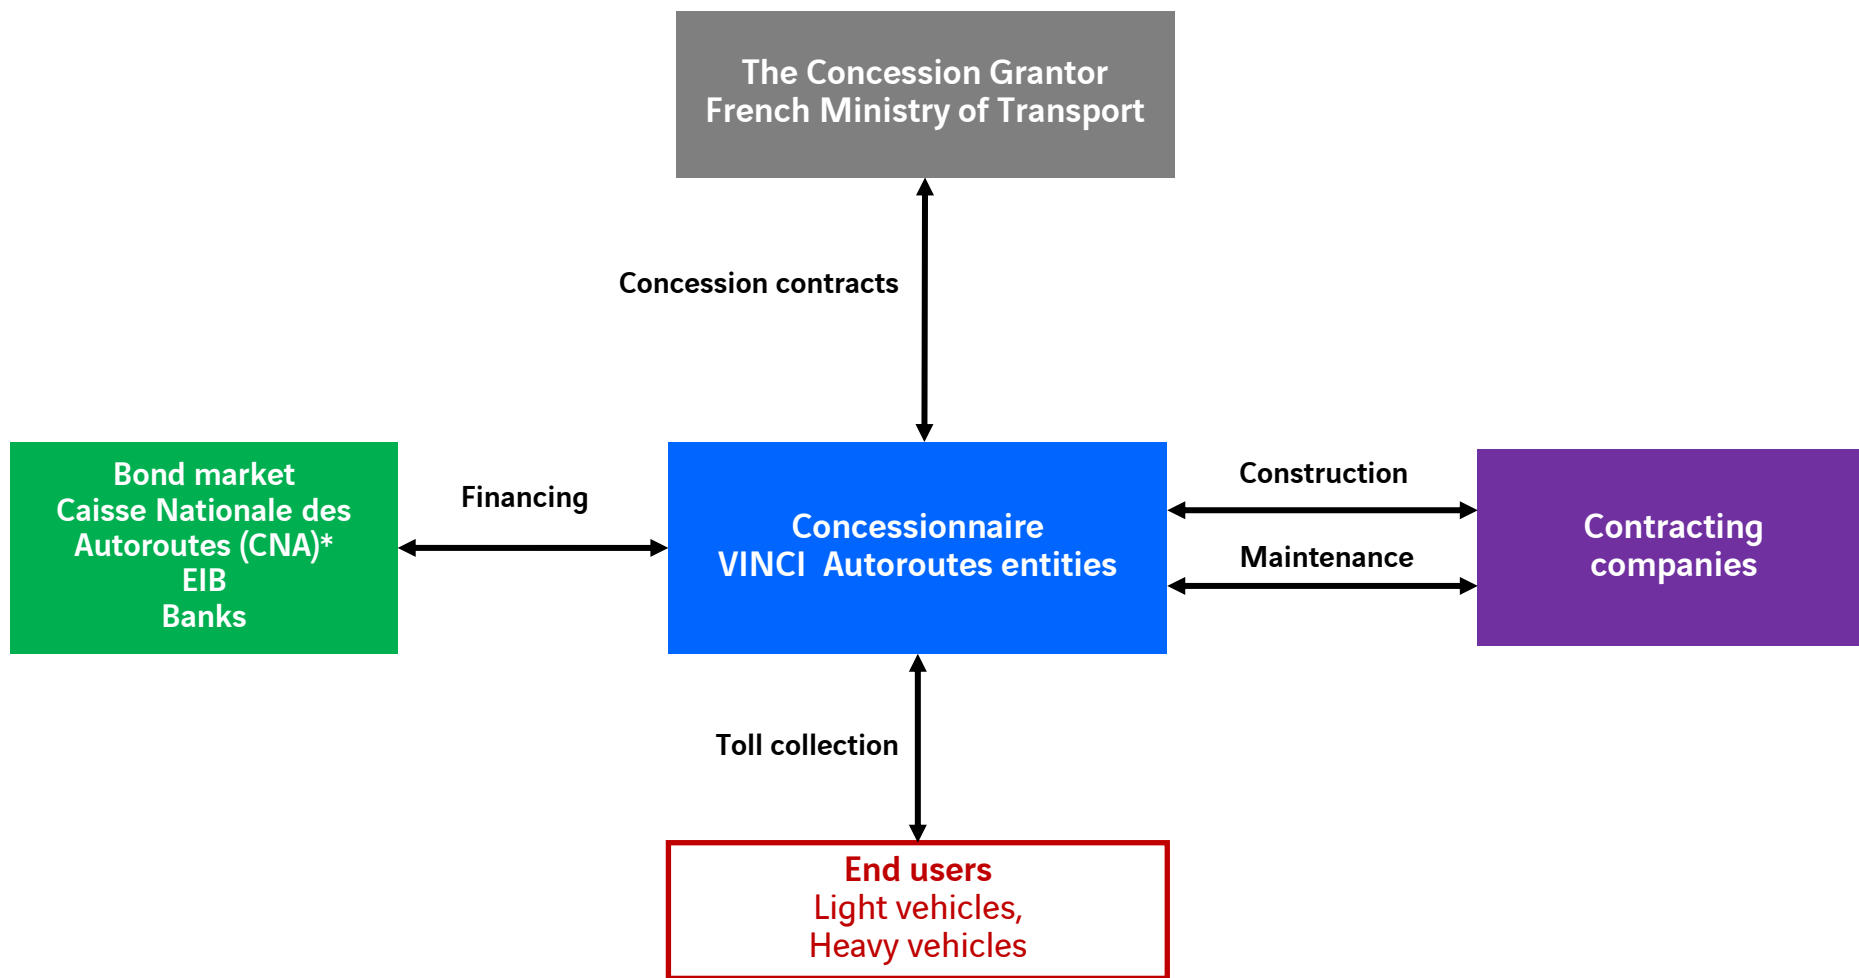 The Concession Grantor
French Ministry of Transport
Concession contracts
Bond market
Caisse Nationale des
Autoroutes (CNA)*
EIB
Banks
Financing
Concessionnaire
VINCI  Autoroutes entities
Construction
Maintenance
Contracting
companies
Toll collection
End users
Light vehicles,
Heavy vehicles